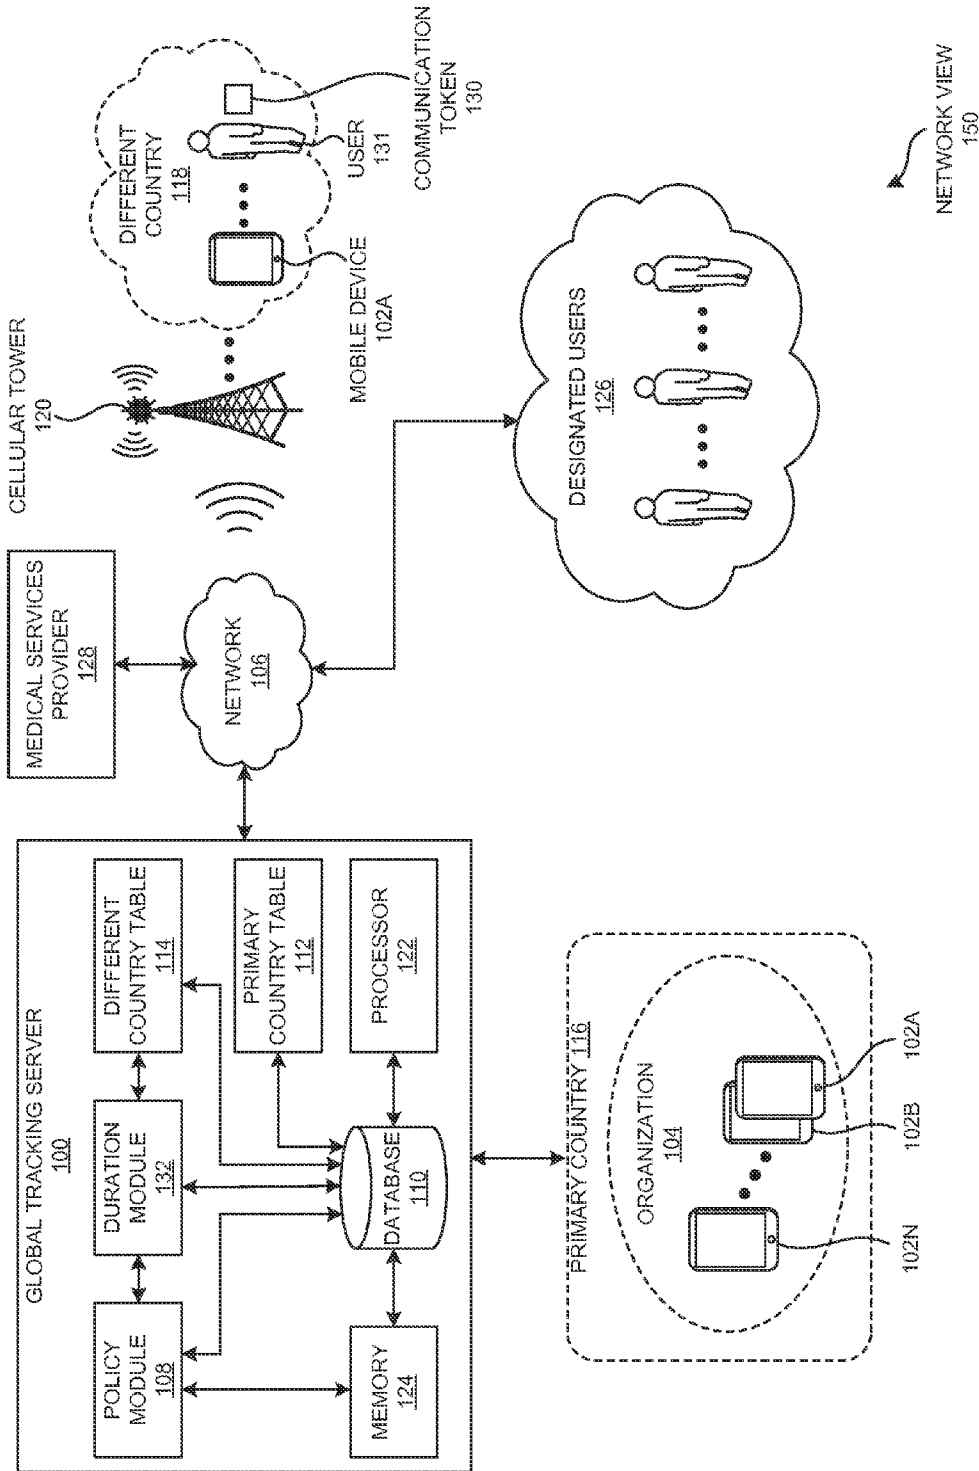 GLOBAL TRACKING SERVER
100
POLICY
MODULE
108
DURATION
MODULE
132
DIFFERENT
COUNTRY TABLE
114
PRIMARY
COUNTRY TABLE
112
MEMORY
124
DATABASE
110
PROCESSOR
122
MEDICAL SERVICES
PROVIDER
128
NETWORK
106
CELLULAR TOWER
120
DIFFERENT
COUNTRY
118
MOBILE DEVICE
102A
USER
131
COMMUNICATION
TOKEN
130
PRIMARY COUNTRY 116
ORGANIZATION
104
102N
102B
102A
DESIGNATED USERS
126
NETWORK VIEW
150